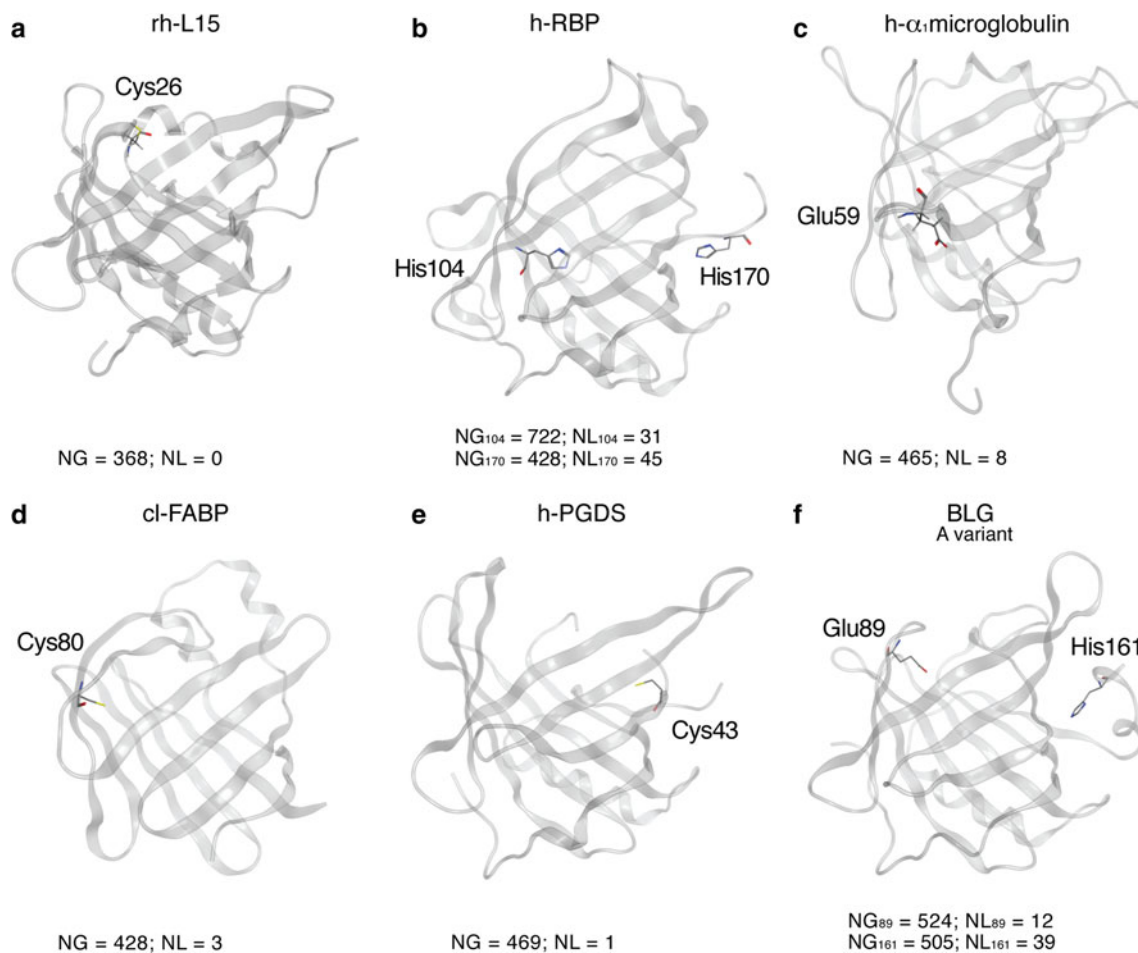 a rh-L15
Cys26
NG = 368; NL = 0
b h-RBP
His104
His170
NG₁₀₄ = 722; NL₁₀₄ = 31
NG₁₇₀ = 428; NL₁₇₀ = 45
c h-α₁microglobulin
Glu59
NG = 465; NL = 8
d cl-FABP
Cys80
NG = 428; NL = 3
e h-PGDS
Cys43
NG = 469; NL = 1
f BLG
A variant
Glu89
His161
NG₈₉ = 524; NL₈₉ = 12
NG₁₆₁ = 505; NL₁₆₁ = 39